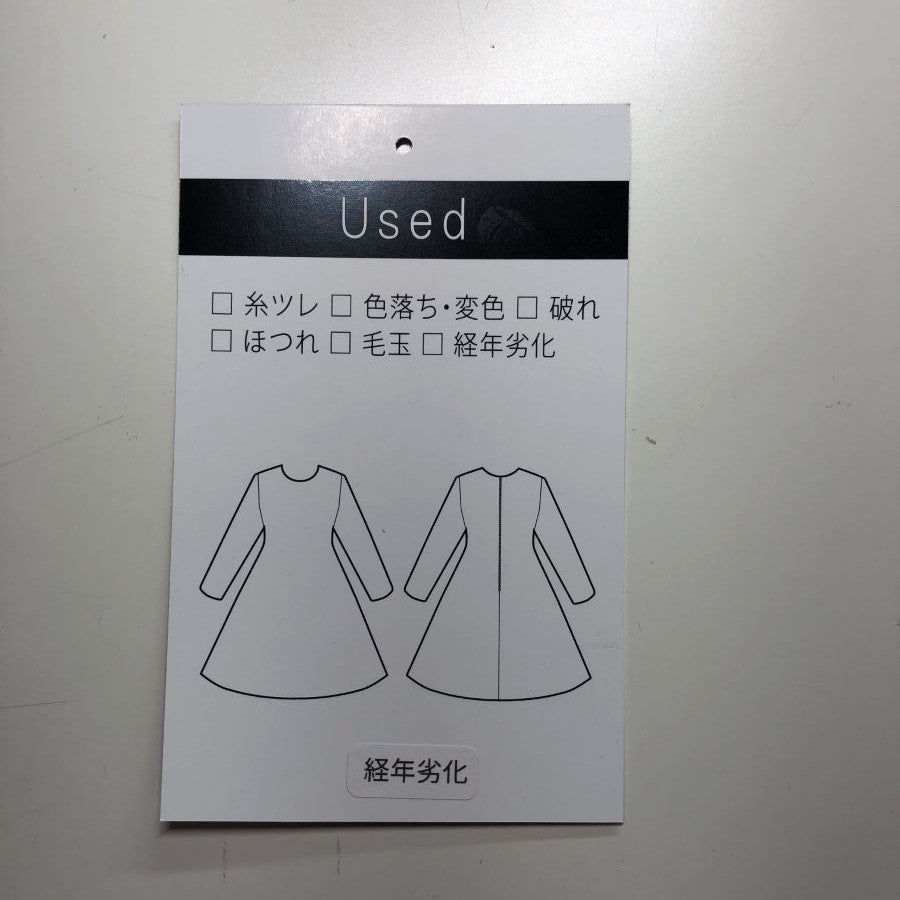 Used
□ 糸ツレ □ 色落ち・変色 □ 破れ
□ ほつれ □ 毛玉 □ 経年劣化
経年劣化